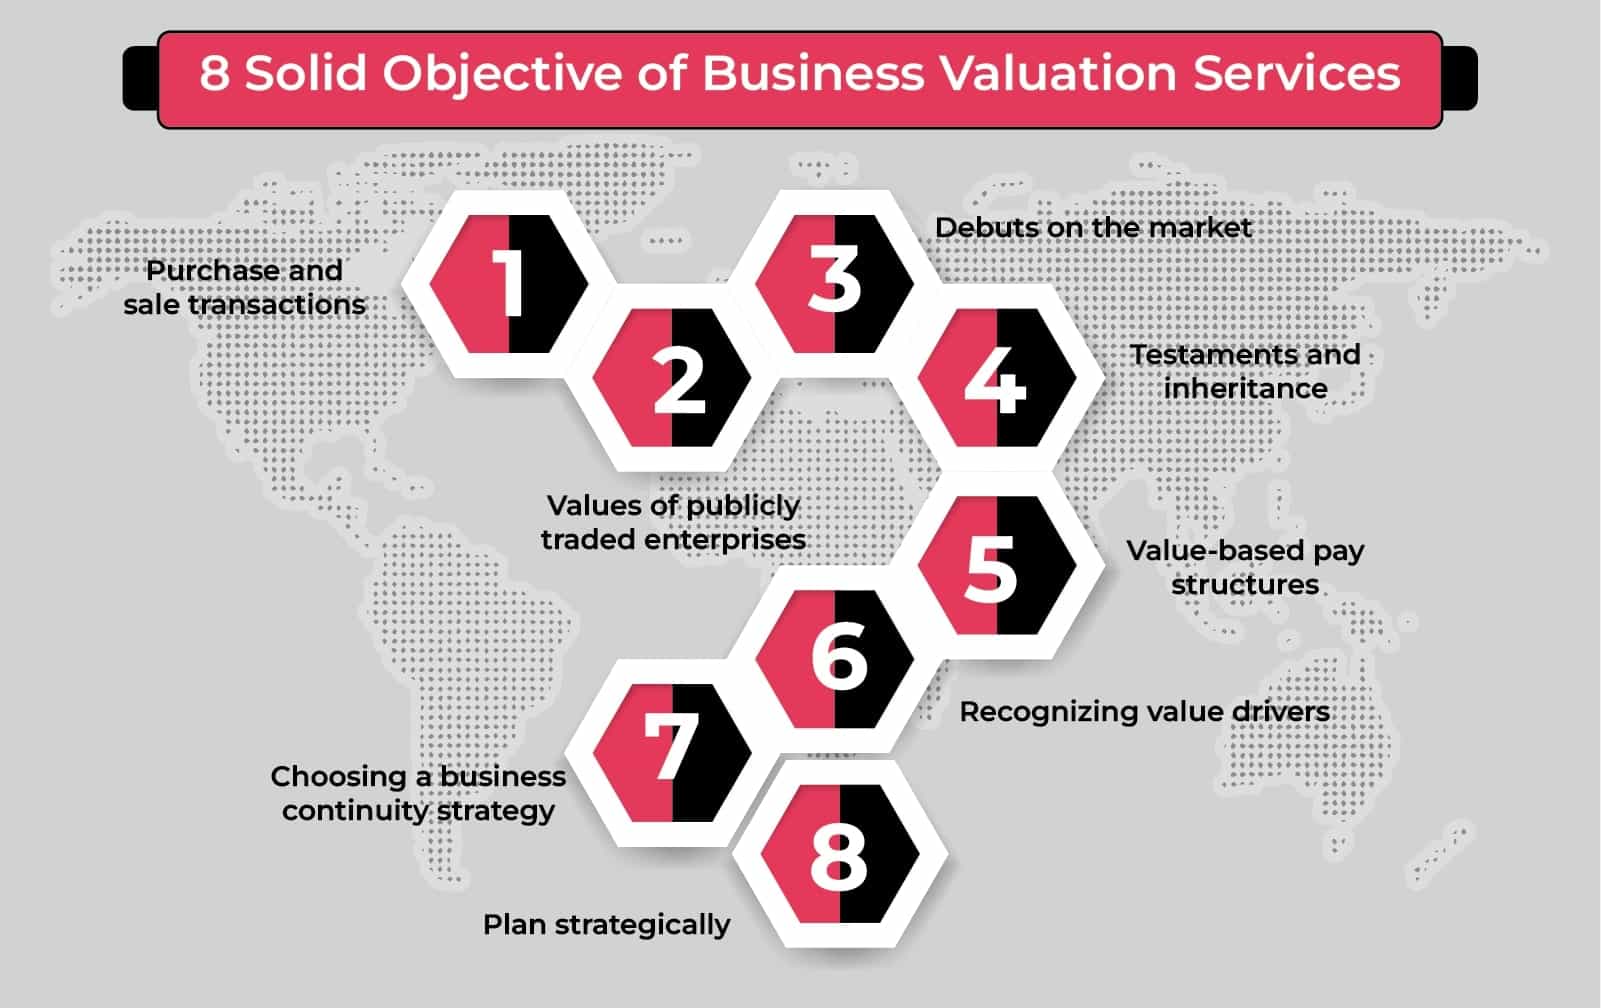 8 Solid Objective of Business Valuation Services
1
Purchase and
sale transactions
2
Values of publicly
traded enterprises
3
Debuts on the market
4
Testaments and
inheritance
5
Value-based pay
structures
6
Recognizing value drivers
7
Choosing a business
continuity strategy
8
Plan strategically